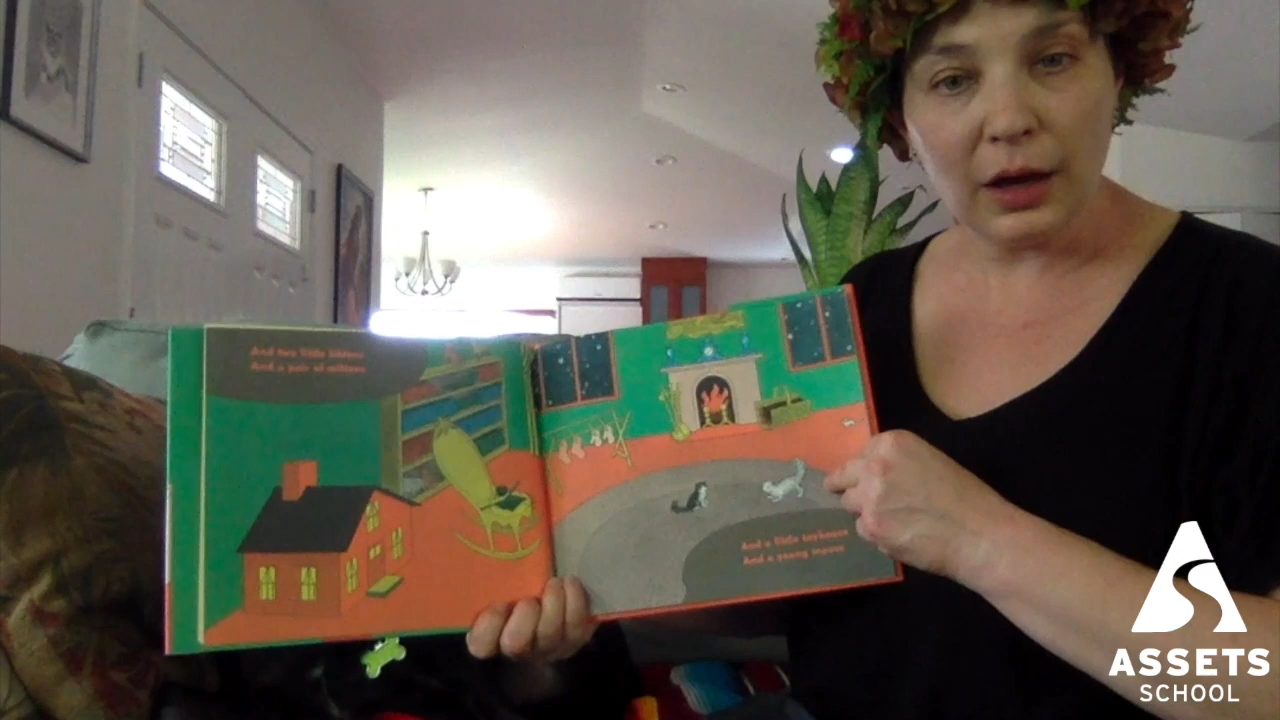 And two little kittens
And a pair of mittens
And a little toyhouse
And a young mouse
ASSETS
SCHOOL